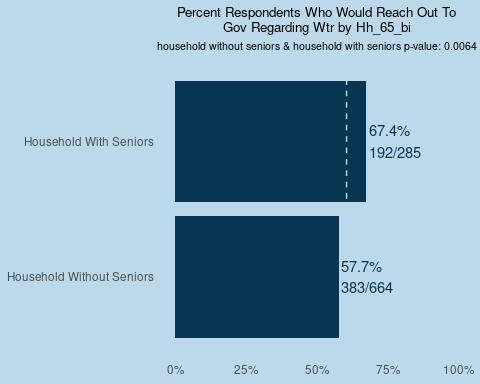 Percent Respondents Who Would Reach Out To
Gov Regarding Wtr by Hh_65_bi
household without seniors & household with seniors p-value: 0.0064
Household With Seniors
67.4%
192/285
Household Without Seniors
57.7%
383/664
0% 25% 50% 75% 100%